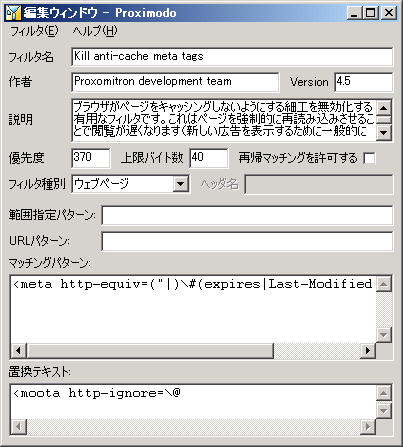 編集ウィンドウ - Proximodo
フィルタ(E) ヘルプ(H)
フィルタ名 Kill anti-cache meta tags
作者 Proxomitron development team Version 4.5
説明 ブラウザがページをキャッシングしないようにする細工を無効化する
有用なフィルタです。これはページを強制的に再読み込みさせるこ
とで閲覧が遅くなります(新しい広告を表示するために一般的に
優先度 370 上限バイト数 40 再帰マッチングを許可する
フィルタ種別 ウェブページ ヘッダ名
範囲指定パターン:
URLパターン:
マッチングパターン:
<meta http-equiv=("|)\#(expires|Last-Modified
置換テキスト:
<moota http-ignore=\@